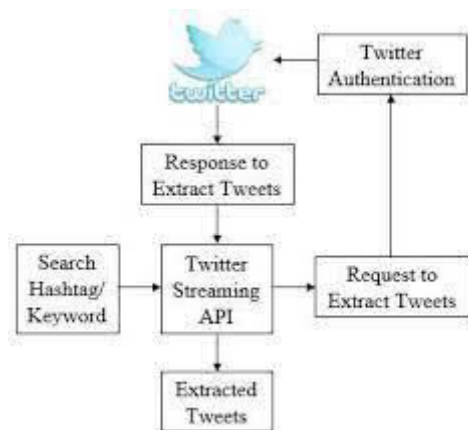 twitter
Twitter
Authentication
Response to
Extract Tweets
Search
Hashtag/
Keyword
Twitter
Streaming
API
Request to
Extract Tweets
Extracted
Tweets